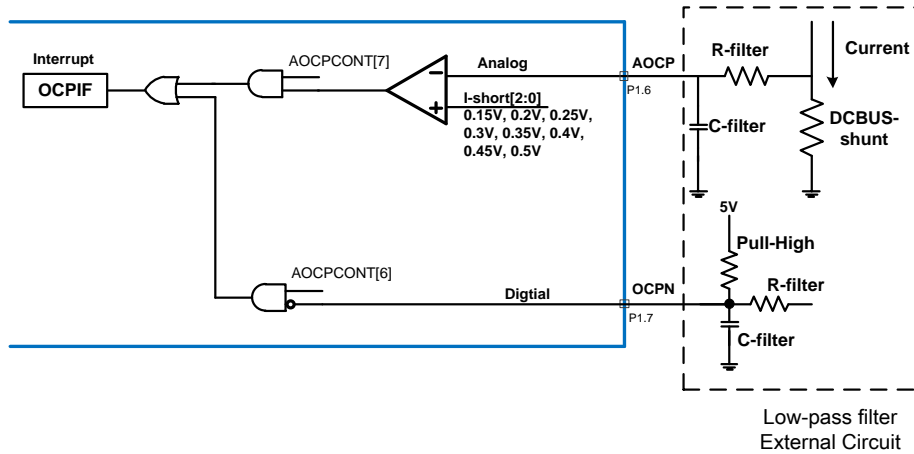 Interrupt
OCPIF
AOCPCONT[7]
Analog
I-short[2:0]
0.15V, 0.2V, 0.25V,
0.3V, 0.35V, 0.4V,
0.45V, 0.5V
AOCP
P1.6
R-filter
Current
C-filter
DCBUS-
shunt
5V
Pull-High
AOCPCONT[6]
Digtial
OCPN
P1.7
R-filter
C-filter
Low-pass filter
External Circuit